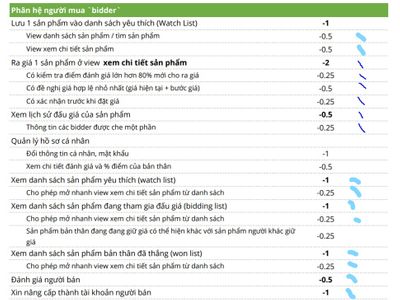 Phân hệ người mua `bidder`
Lưu 1 sản phẩm vào danh sách yêu thích (Watch List) -1
View danh sách sản phẩm / tìm sản phẩm -0.5
View xem chi tiết sản phẩm -0.5
Ra giá 1 sản phẩm ở view xem chi tiết sản phẩm -2
Có kiểm tra điểm đánh giá lớn hơn 80% mới cho ra giá -0.25
Có đề nghị giá hợp lệ nhỏ nhất (giá hiện tại + bước giá) -0.5
Có xác nhận trước khi đặt giá -0.25
Xem lịch sử đấu giá của sản phẩm -0.5
Thông tin các bidder được che một phần -0.25
Quản lý hồ sơ cá nhân
Đổi thông tin cá nhân, mật khẩu -1
Xem chi tiết đánh giá và % điểm của bản thân -0.5
Xem danh sách sản phẩm yêu thích (watch list) -1
Cho phép mở nhanh view xem chi tiết sản phẩm từ danh sách -0.25
Xem danh sách sản phẩm đang tham gia đấu giá (bidding list) -1
Cho phép mở nhanh view xem chi tiết sản phẩm từ danh sách -0.25
Sản phẩm bản thân đang đang giữ giá có thể hiện khác với sản phẩm người khác giữ
giá -0.25
Xem danh sách sản phẩm bản thân đã thắng (won list) -1
Cho phép mở nhanh view xem chi tiết sản phẩm từ danh sách -0.25
Đánh giá người bán -0.5
Xin nâng cấp thành tài khoản người bán -1